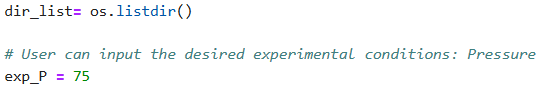 dir_list= os.listdir()
# User can input the desired experimental conditions: Pressure
exp_P = 75